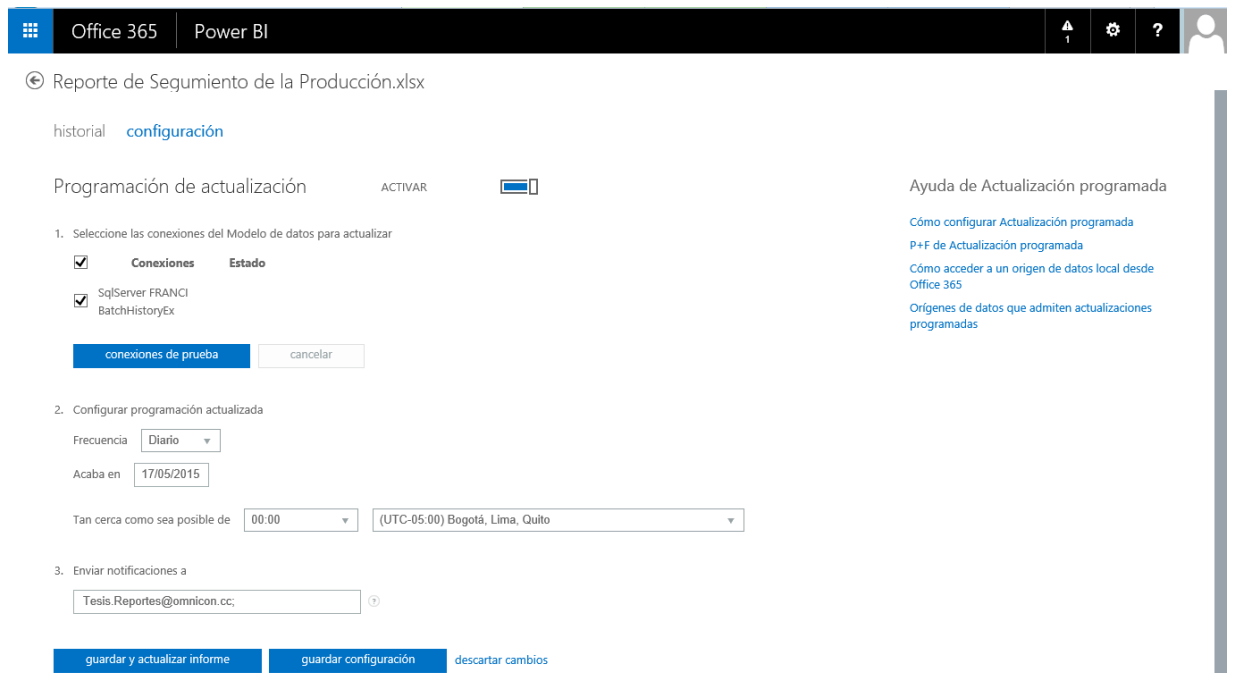 Office 365 Power BI 1 ?
Reporte de Segumiento de la Producción.xlsx
historial configuración
Programación de actualización ACTIVAR
1. Seleccione las conexiones del Modelo de datos para actualizar
Conexiones Estado
SqlServer FRANCI
BatchHistoryEx
conexiones de prueba cancelar
2. Configurar programación actualizada
Frecuencia Diario
Acaba en 17/05/2015
Tan cerca como sea posible de 00:00 (UTC-05:00) Bogotá, Lima, Quito
3. Enviar notificaciones a
Tesis.Reportes@omnicon.cc; ?
guardar y actualizar informe guardar configuración descartar cambios
Ayuda de Actualización programada
Cómo configurar Actualización programada
P+F de Actualización programada
Cómo acceder a un origen de datos local desde
Office 365
Orígenes de datos que admiten actualizaciones
programadas